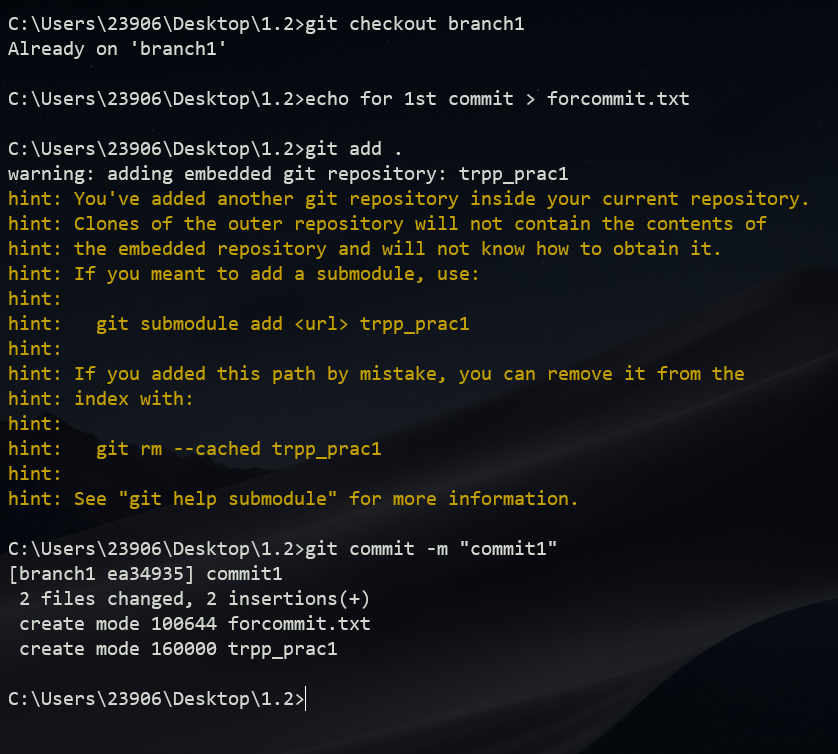 C:\Users\23906\Desktop\1.2>git checkout branch1
Already on 'branch1'
C:\Users\23906\Desktop\1.2>echo for 1st commit > forcommit.txt
C:\Users\23906\Desktop\1.2>git add .
warning: adding embedded git repository: trpp_prac1
hint: You've added another git repository inside your current repository.
hint: Clones of the outer repository will not contain the contents of
hint: the embedded repository and will not know how to obtain it.
hint: If you meant to add a submodule, use:
hint:
hint:   git submodule add <url> trpp_prac1
hint:
hint: If you added this path by mistake, you can remove it from the
hint: index with:
hint:
hint:   git rm --cached trpp_prac1
hint:
hint: See "git help submodule" for more information.
C:\Users\23906\Desktop\1.2>git commit -m "commit1"
[branch1 ea34935] commit1
 2 files changed, 2 insertions(+)
 create mode 100644 forcommit.txt
 create mode 160000 trpp_prac1
C:\Users\23906\Desktop\1.2>